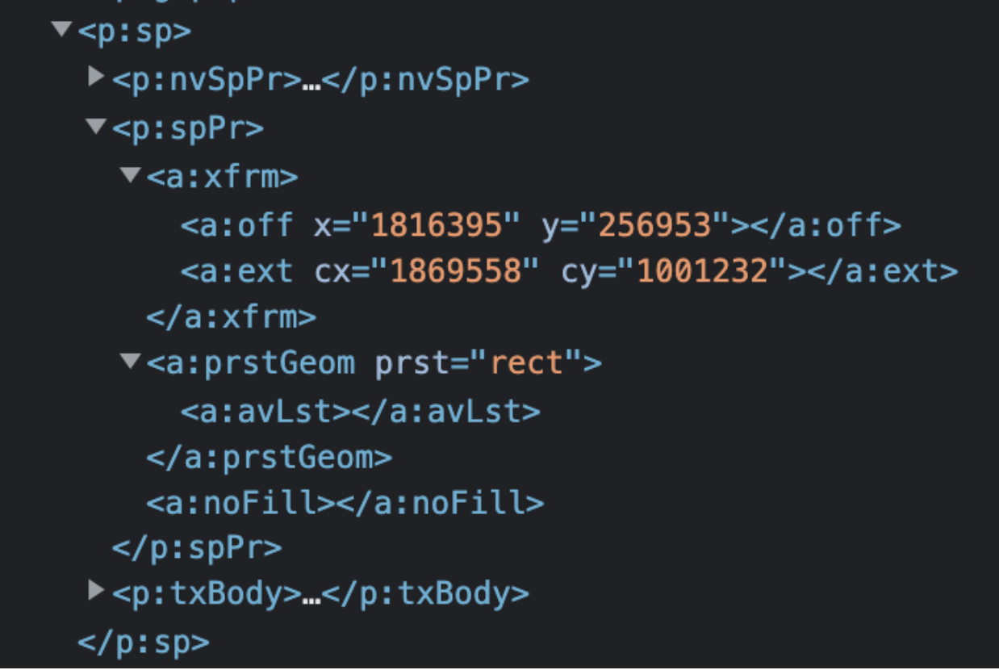 ▼<p:sp>
▶<p:nvSpPr>…</p:nvSpPr>
▼<p:spPr>
▼<a:xfrm>
<a:off x="1816395" y="256953"></a:off>
<a:ext cx="1869558" cy="1001232"></a:ext>
</a:xfrm>
▼<a:prstGeom prst="rect">
<a:avLst></a:avLst>
</a:prstGeom>
<a:noFill></a:noFill>
</p:spPr>
▶<p:txBody>…</p:txBody>
</p:sp>